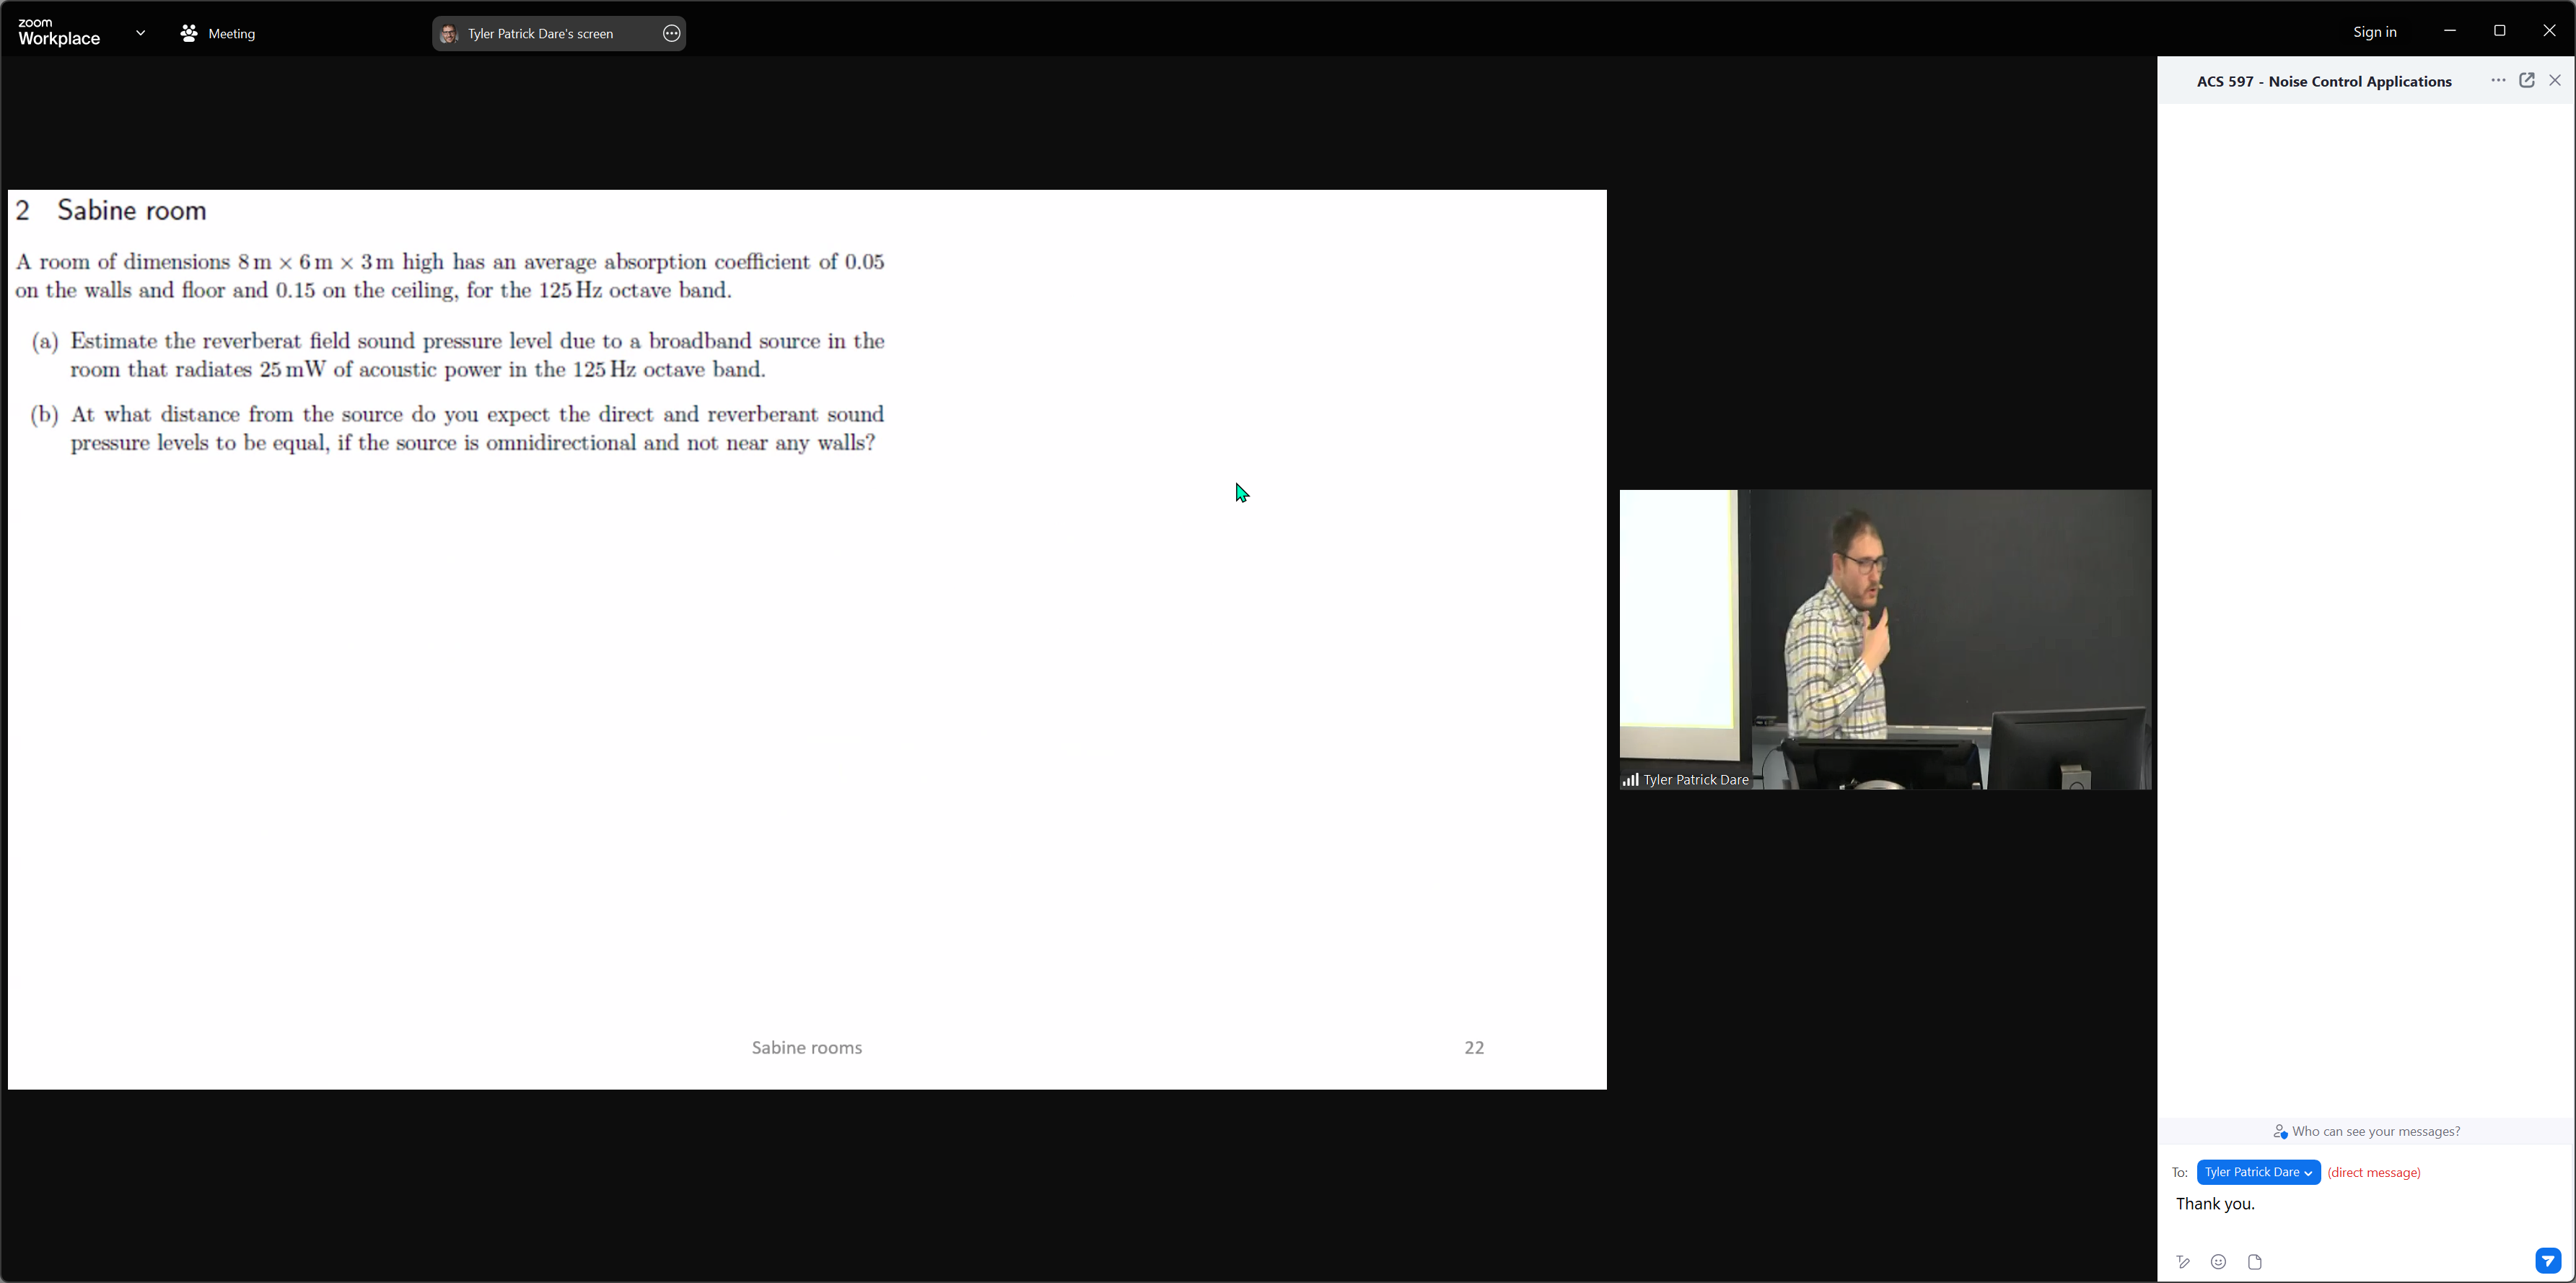 zoom
Workplace
Meeting
Tyler Patrick Dare's screen
Sign in
ACS 597 - Noise Control Applications
2 Sabine room
A room of dimensions 8 m × 6 m × 3 m high has an average absorption coefficient of 0.05
on the walls and floor and 0.15 on the ceiling, for the 125 Hz octave band.
(a) Estimate the reverberat field sound pressure level due to a broadband source in the
room that radiates 25 mW of acoustic power in the 125 Hz octave band.
(b) At what distance from the source do you expect the direct and reverberant sound
pressure levels to be equal, if the source is omnidirectional and not near any walls?
Sabine rooms
22
Tyler Patrick Dare
Who can see your messages?
To: Tyler Patrick Dare (direct message)
Thank you.